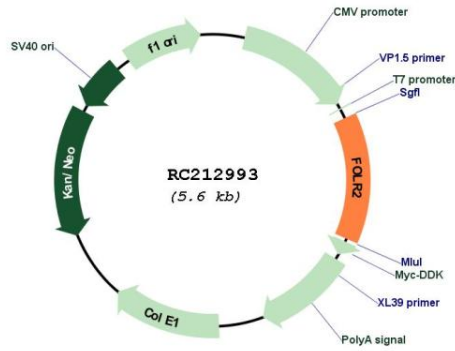 CMV promoter
f1 ori
SV40 ori
VP1.5 primer
T7 promoter
SgfI
Kan/Neo
RC212993
(5.6 kb)
FOLR2
MluI
Myc-DDK
XL39 primer
Col E1
PolyA signal